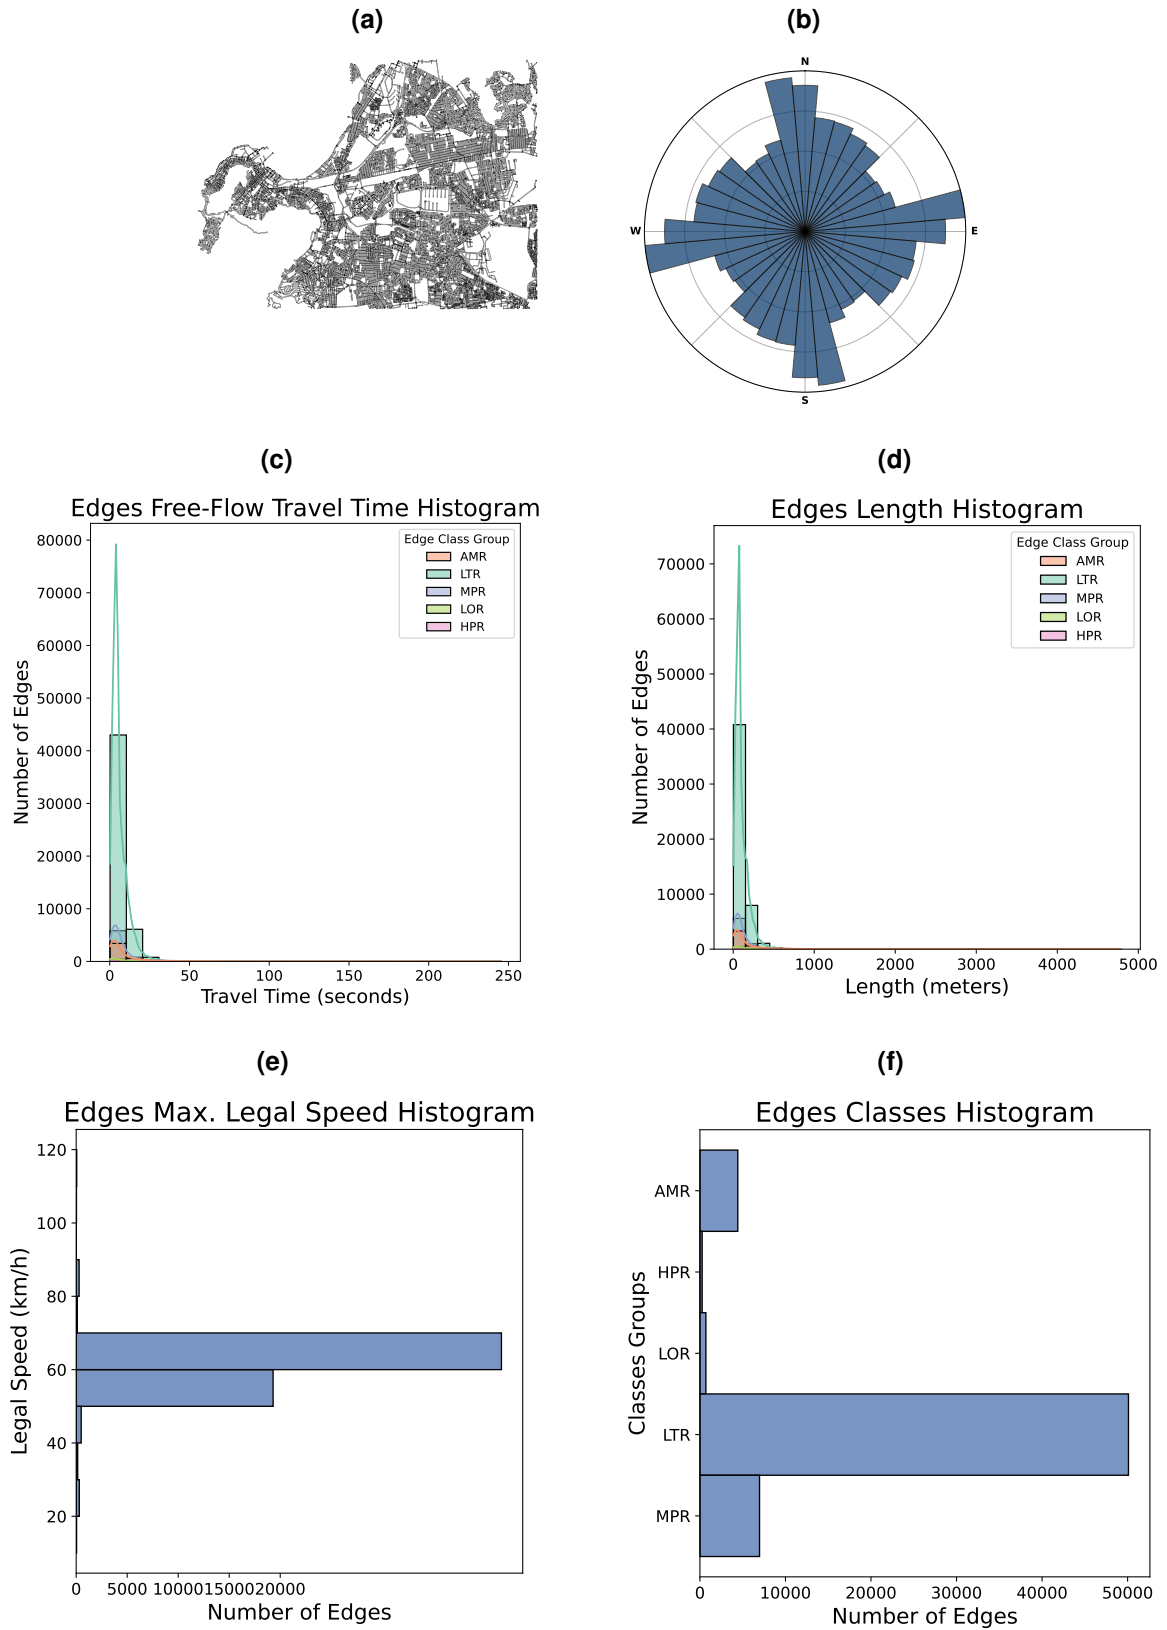 (a)
(b)
N
W
E
S
(c)
(d)
Edges Free-Flow Travel Time Histogram
Number of Edges
80000
70000
60000
50000
40000
30000
20000
10000
0
Edge Class Group
AMR
LTR
MPR
LOR
HPR
0 50 100 150 200 250
Travel Time (seconds)
Edges Length Histogram
Number of Edges
70000
60000
50000
40000
30000
20000
10000
0
Edge Class Group
AMR
LTR
MPR
LOR
HPR
0 1000 2000 3000 4000 5000
Length (meters)
(e)
(f)
Edges Max. Legal Speed Histogram
Legal Speed (km/h)
120
100
80
60
40
20
0 5000 10000 15000 20000
Number of Edges
Edges Classes Histogram
Classes Groups
AMR
HPR
LOR
LTR
MPR
0 10000 20000 30000 40000 50000
Number of Edges